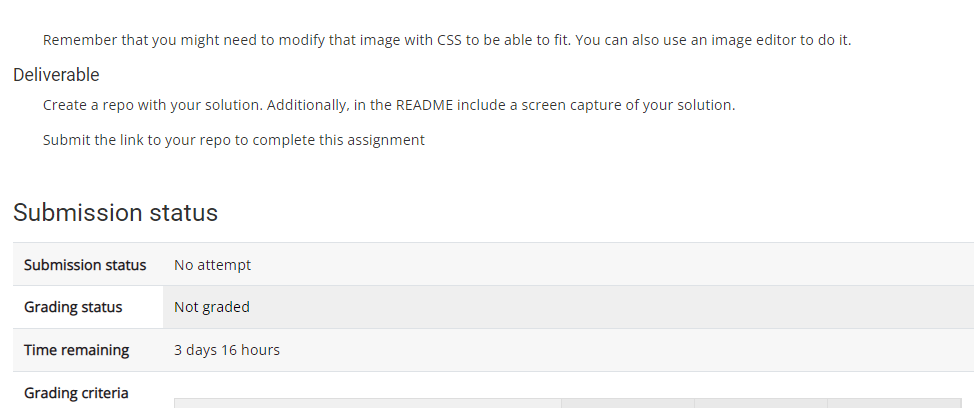 Remember that you might need to modify that image with CSS to be able to fit. You can also use an image editor to do it.
Deliverable
Create a repo with your solution. Additionally, in the README include a screen capture of your solution.
Submit the link to your repo to complete this assignment
Submission status
Submission status No attempt
Grading status Not graded
Time remaining 3 days 16 hours
Grading criteria